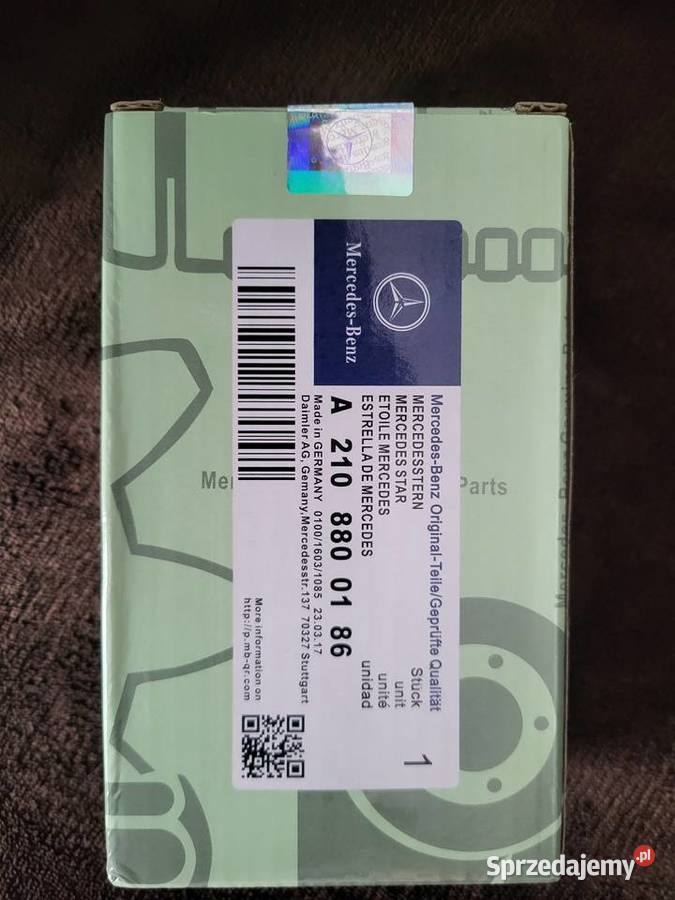 Mercedes-Benz
Mercedes-Benz Original-Teile/Geprüfte Qualität
MERCEDESSTERN
MERCEDES STAR
ETOILE MERCEDES
ESTRELLA DE MERCEDES
Stück
unit
unité
unidad
1
A 210 880 01 86
Made in GERMANY 0100/1603/1085 23.03.17
Daimler AG, Gemany,Mercedesstr.137 70327 Stuttgart
More information on
http://p.mb-qr.com
Parts
Sprzedajemy.pl